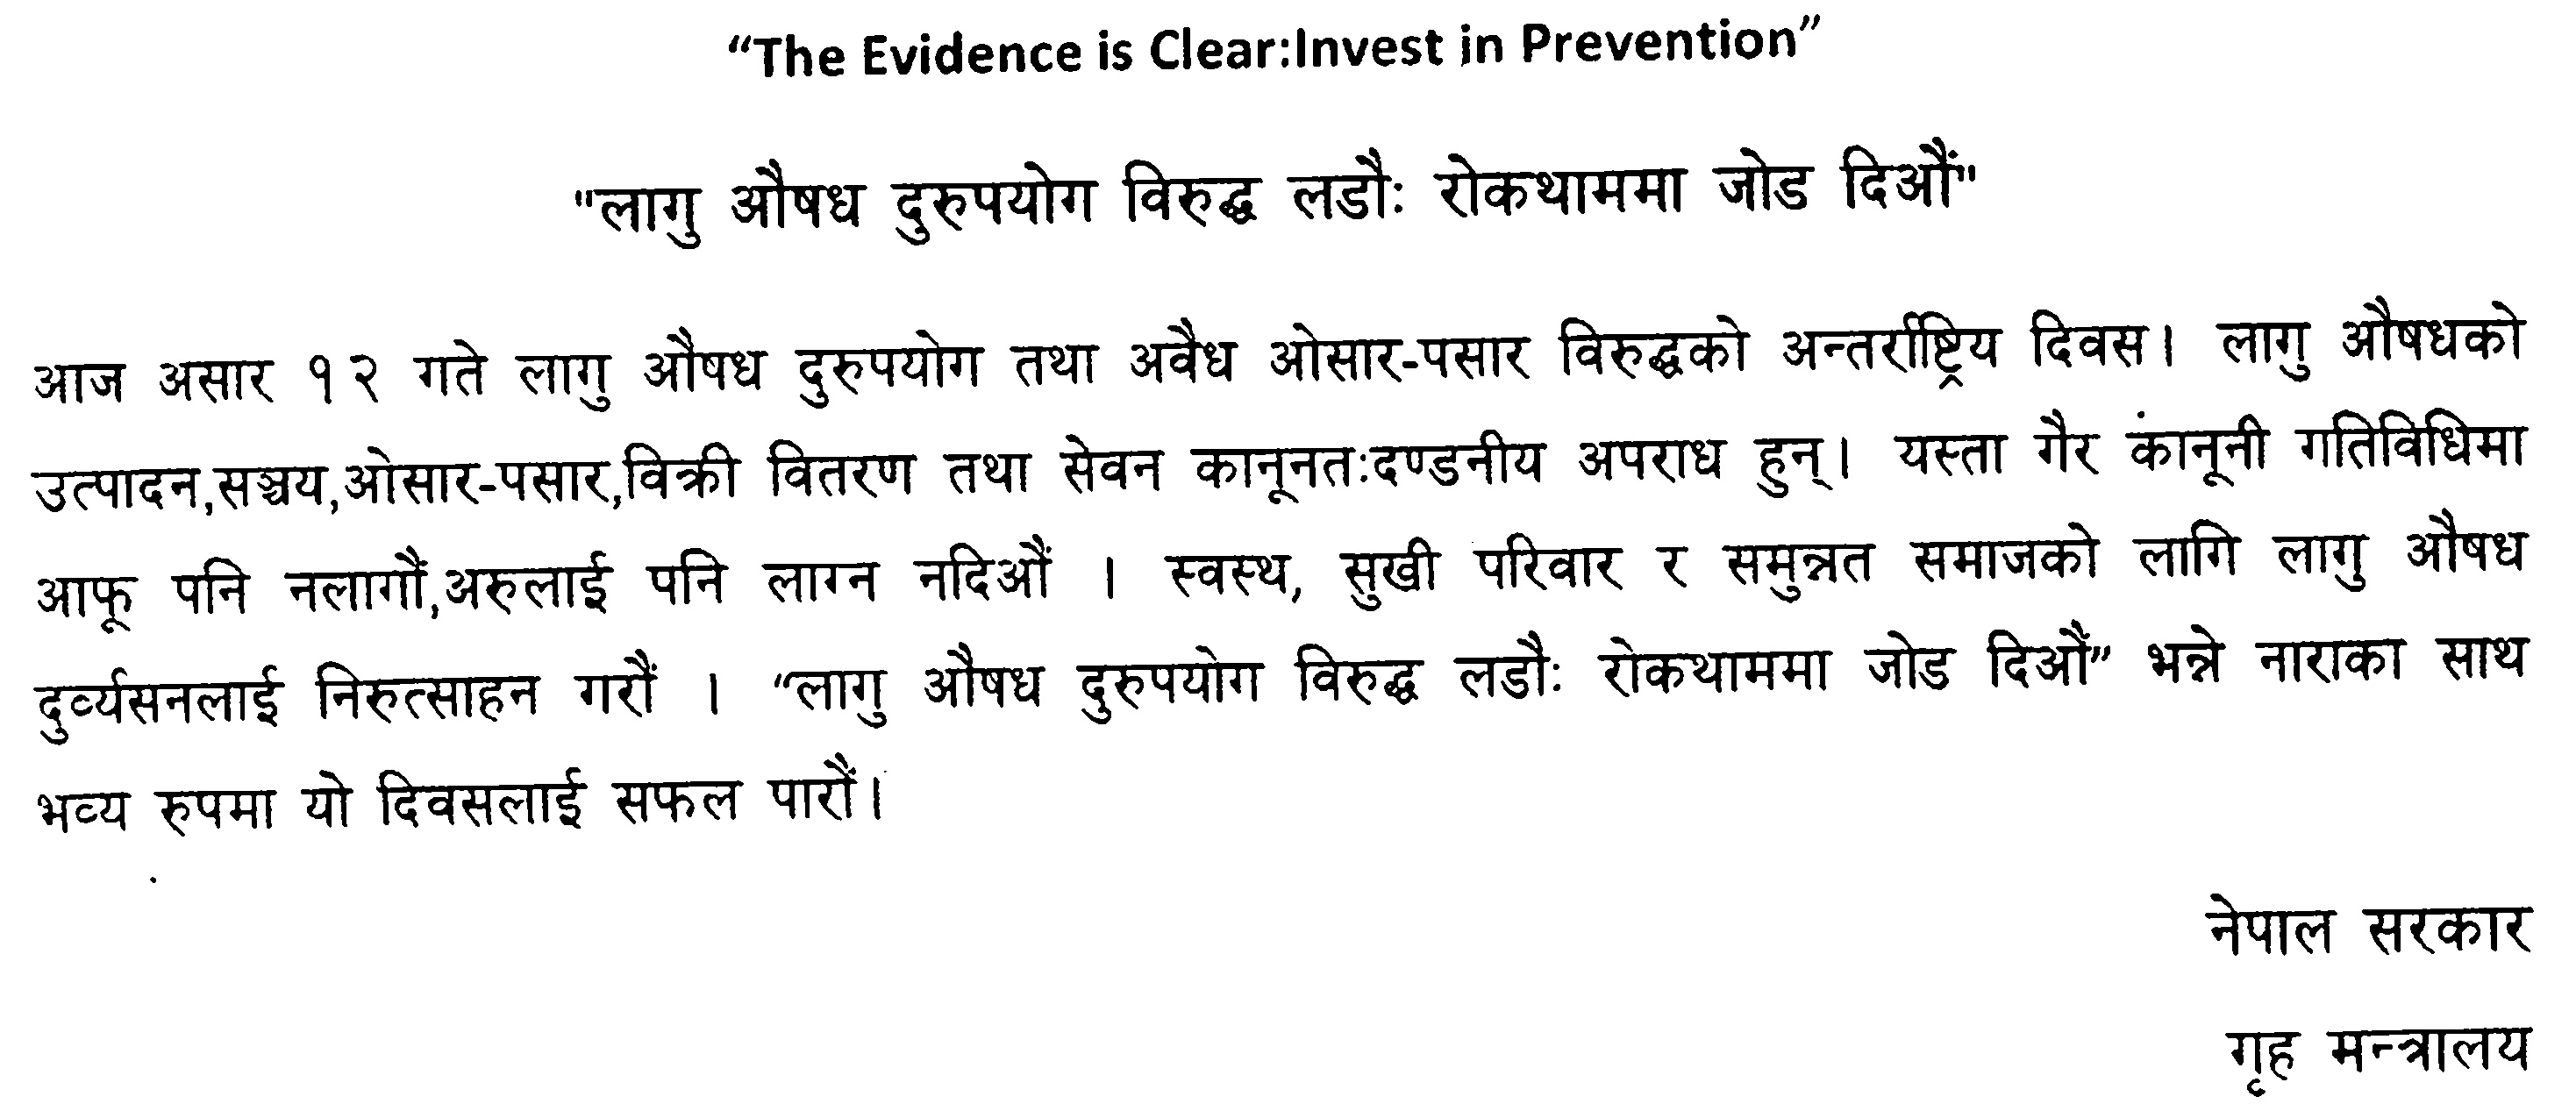 “The Evidence is Clear:Invest in Prevention”
"लागु औषध दुरुपयोग विरुद्ध लडौः रोकथाममा जोड दिऔं"
आज असार १२ गते लागु औषध दुरुपयोग तथा अवैध ओसार-पसार विरुद्धको अन्तर्राष्ट्रिय दिवस। लागु औषधको
उत्पादन,सञ्चय,ओसार-पसार,विक्री वितरण तथा सेवन कानूनतःदण्डनीय अपराध हुन्। यस्ता गैर कानूनी गतिविधिमा
आफू पनि नलागौं,अरुलाई पनि लाग्न नदिऔं । स्वस्थ, सुखी परिवार र समुन्नत समाजको लागि लागु औषध
दुर्व्यसनलाई निरुत्साहन गरौं । “लागु औषध दुरुपयोग विरुद्ध लडौः रोकथाममा जोड दिऔं” भन्ने नाराका साथ
भव्य रुपमा यो दिवसलाई सफल पारौं।
नेपाल सरकार
गृह मन्त्रालय